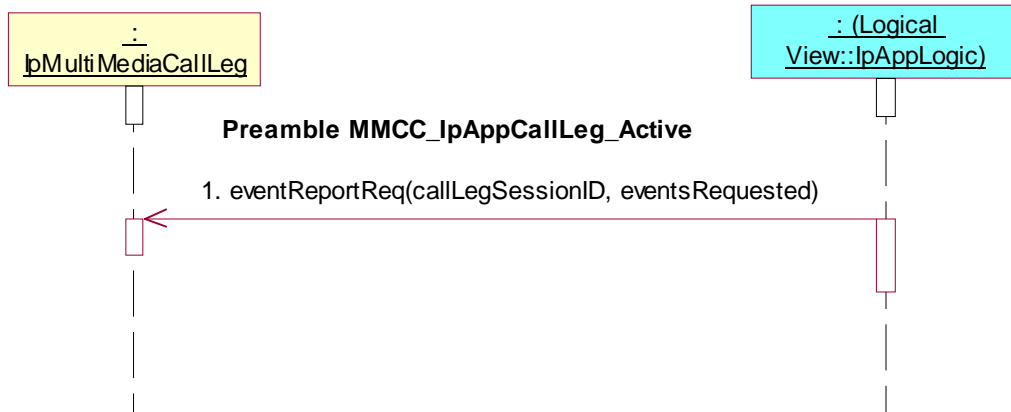 :
IpMultiMediaCallLeg
: (Logical
View::IpAppLogic)
Preamble MMCC_IpAppCallLeg_Active
1. eventReportReq(callLegSessionID, eventsRequested)